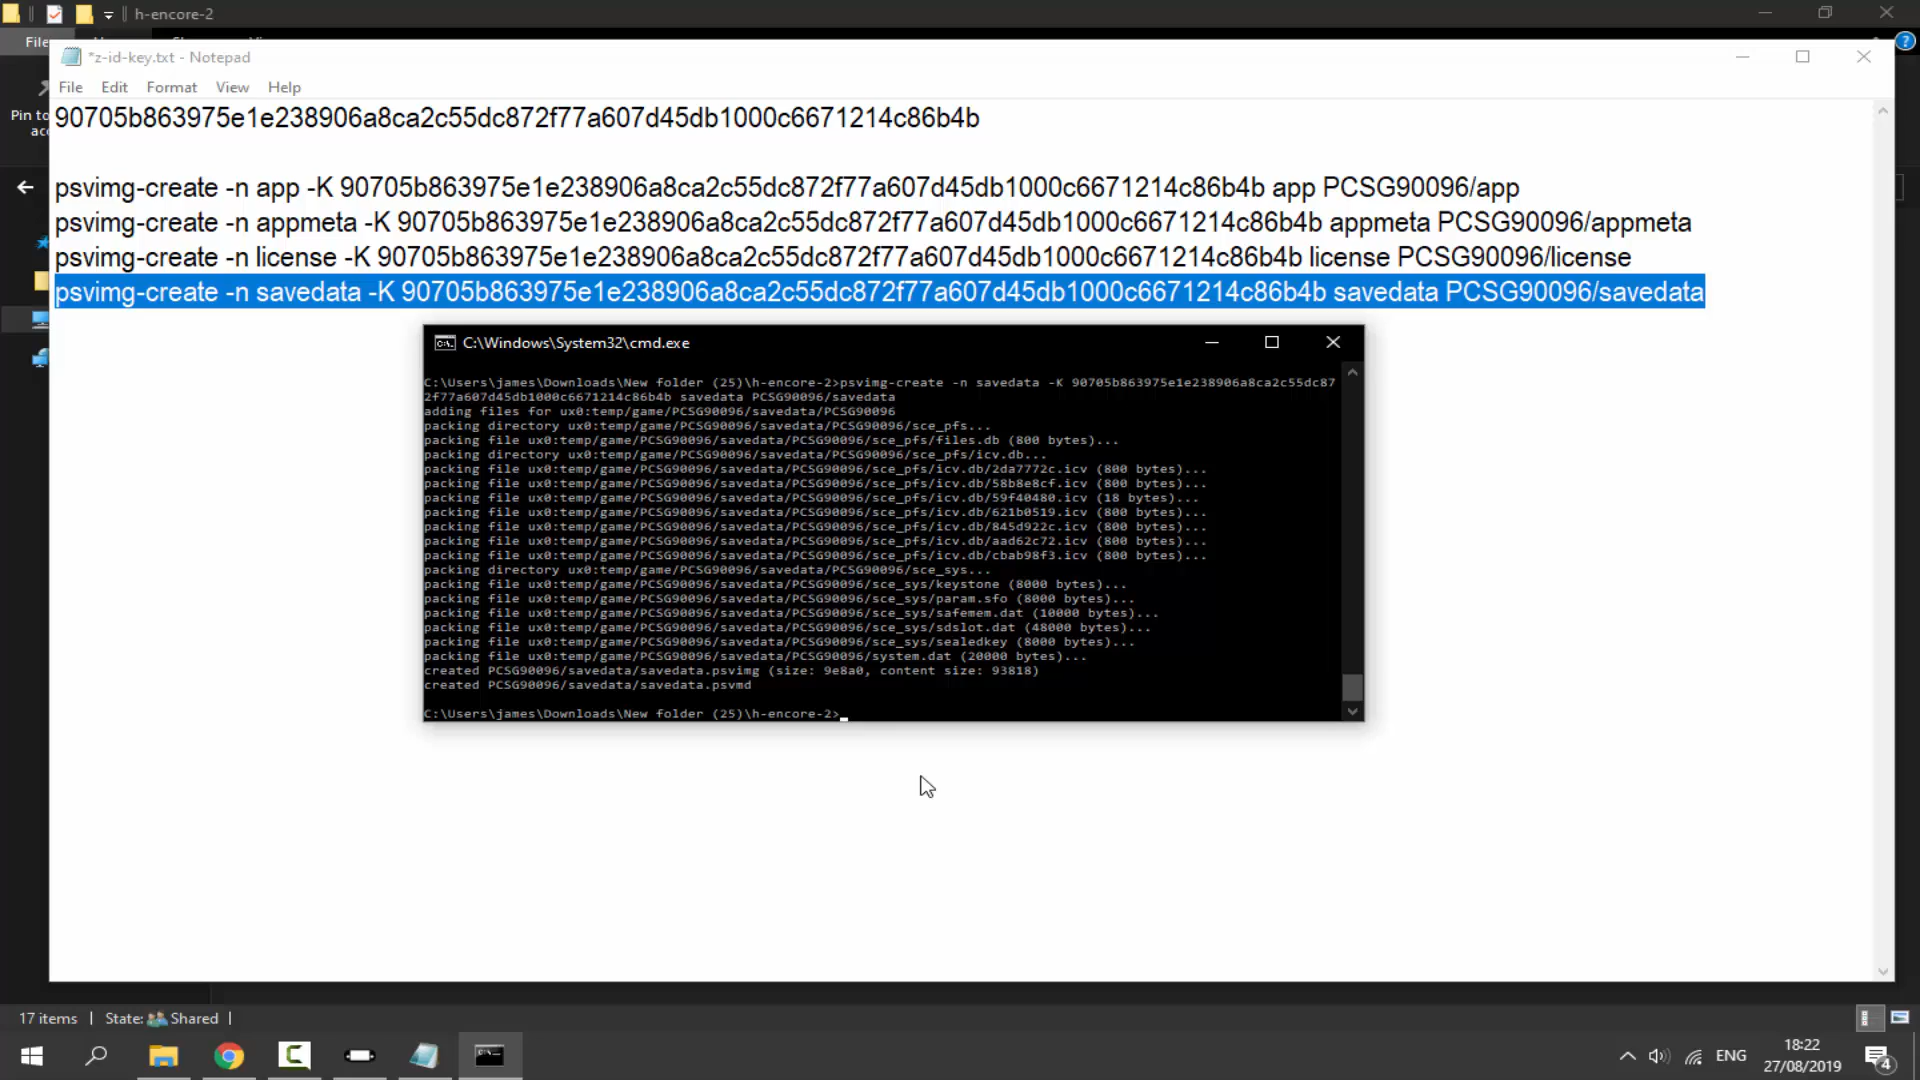 h-encore-2
File
*z-id-key.txt - Notepad
File Edit Format View Help
Pin to
acc
90705b863975e1e238906a8ca2c55dc872f77a607d45db1000c6671214c86b4b
psvimg-create -n app -K 90705b863975e1e238906a8ca2c55dc872f77a607d45db1000c6671214c86b4b app PCSG90096/app
psvimg-create -n appmeta -K 90705b863975e1e238906a8ca2c55dc872f77a607d45db1000c6671214c86b4b appmeta PCSG90096/appmeta
psvimg-create -n license -K 90705b863975e1e238906a8ca2c55dc872f77a607d45db1000c6671214c86b4b license PCSG90096/license
psvimg-create -n savedata -K 90705b863975e1e238906a8ca2c55dc872f77a607d45db1000c6671214c86b4b savedata PCSG90096/savedata
C:\Windows\System32\cmd.exe
C:\Users\james\Downloads\New folder (25)\h-encore-2>psvimg-create -n savedata -K 90705b863975e1e238906a8ca2c55dc87
2f77a607d45db1000c6671214c86b4b savedata PCSG90096/savedata
adding files for ux0:temp/game/PCSG90096/savedata/PCSG90096
packing directory ux0:temp/game/PCSG90096/savedata/PCSG90096/sce_pfs...
packing file ux0:temp/game/PCSG90096/savedata/PCSG90096/sce_pfs/files.db (800 bytes)...
packing directory ux0:temp/game/PCSG90096/savedata/PCSG90096/sce_pfs/icv.db...
packing file ux0:temp/game/PCSG90096/savedata/PCSG90096/sce_pfs/icv.db/2da7772c.icv (800 bytes)...
packing file ux0:temp/game/PCSG90096/savedata/PCSG90096/sce_pfs/icv.db/58b8e8cf.icv (800 bytes)...
packing file ux0:temp/game/PCSG90096/savedata/PCSG90096/sce_pfs/icv.db/59f40480.icv (18 bytes)...
packing file ux0:temp/game/PCSG90096/savedata/PCSG90096/sce_pfs/icv.db/621b0519.icv (800 bytes)...
packing file ux0:temp/game/PCSG90096/savedata/PCSG90096/sce_pfs/icv.db/845d922c.icv (800 bytes)...
packing file ux0:temp/game/PCSG90096/savedata/PCSG90096/sce_pfs/icv.db/aad62c72.icv (800 bytes)...
packing file ux0:temp/game/PCSG90096/savedata/PCSG90096/sce_pfs/icv.db/cbab98f3.icv (800 bytes)...
packing directory ux0:temp/game/PCSG90096/savedata/PCSG90096/sce_sys...
packing file ux0:temp/game/PCSG90096/savedata/PCSG90096/sce_sys/keystone (8000 bytes)...
packing file ux0:temp/game/PCSG90096/savedata/PCSG90096/sce_sys/param.sfo (8000 bytes)...
packing file ux0:temp/game/PCSG90096/savedata/PCSG90096/sce_sys/safemem.dat (10000 bytes)...
packing file ux0:temp/game/PCSG90096/savedata/PCSG90096/sce_sys/sdslot.dat (48000 bytes)...
packing file ux0:temp/game/PCSG90096/savedata/PCSG90096/sce_sys/sealedkey (8000 bytes)...
packing file ux0:temp/game/PCSG90096/savedata/PCSG90096/system.dat (20000 bytes)...
created PCSG90096/savedata/savedata.psvimg (size: 9e8a0, content size: 93818)
created PCSG90096/savedata/savedata.psvmd
C:\Users\james\Downloads\New folder (25)\h-encore-2>
17 items | State: Shared |
ENG
18:22
27/08/2019
4